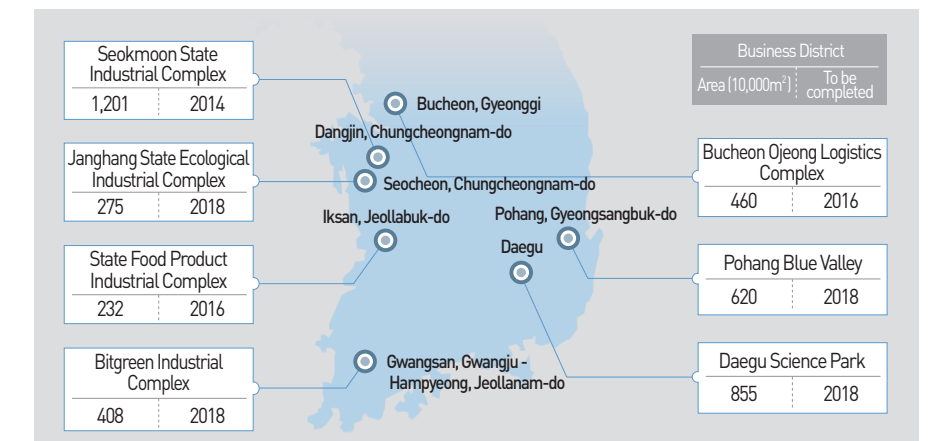 Seokmoon State
Industrial Complex
1,201 2014
Janghang State Ecological
Industrial Complex
275 2018
State Food Product
Industrial Complex
232 2016
Bitgreen Industrial
Complex
408 2018
Bucheon, Gyeonggi
Dangjin, Chungcheongnam-do
Seocheon, Chungcheongnam-do
Iksan, Jeollabuk-do
Pohang, Gyeongsangbuk-do
Daegu
Gwangsan, Gwangju -
Hampyeong, Jeollanam-do
Business District
Area (10,000m²) To be
completed
Bucheon Ojeong Logistics
Complex
460 2016
Pohang Blue Valley
620 2018
Daegu Science Park
855 2018